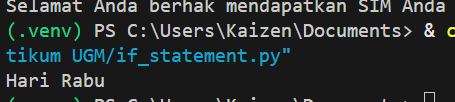 Selamat Anda berhak mendapatkan SIM Anda
(.venv) PS C:\Users\Kaizen\Documents> & c
tikum UGM/if_statement.py"
Hari Rabu
(.venv) PS C:\Users\Kaizen\Documents>